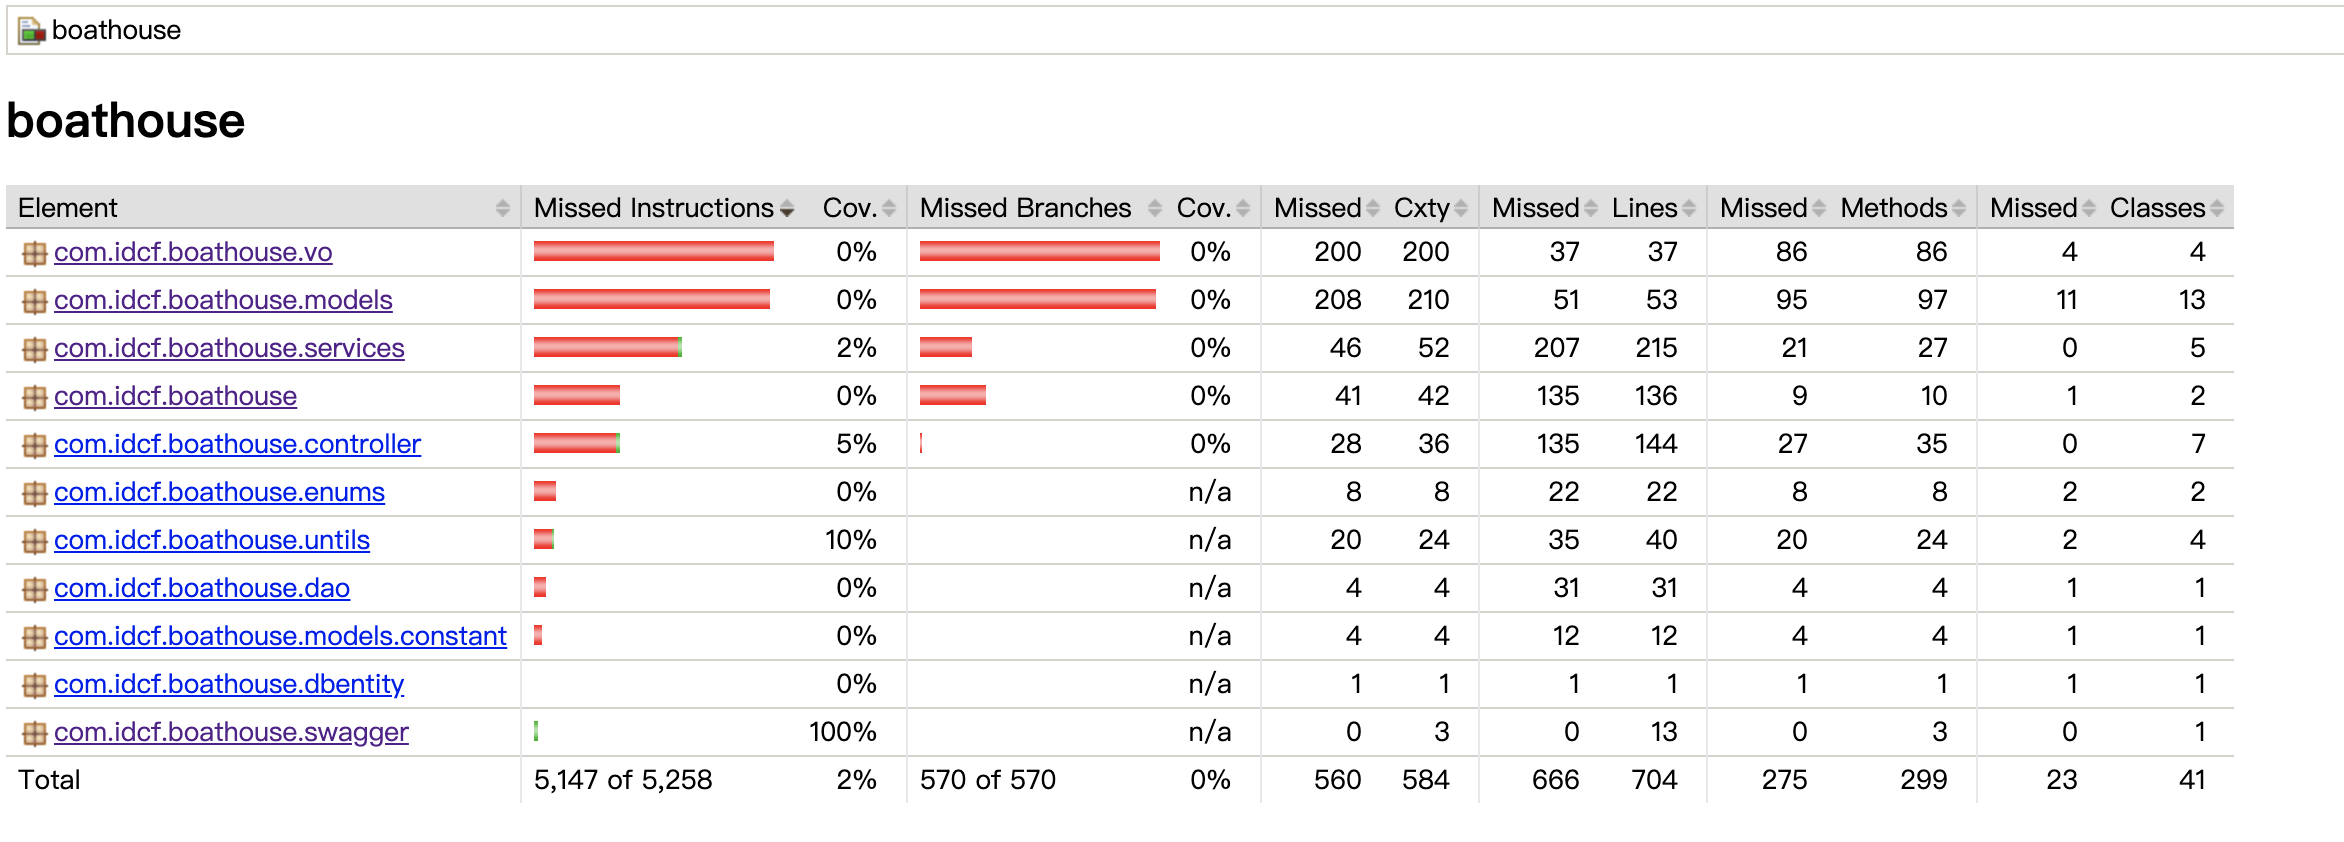 boathouse
boathouse
Element Missed Instructions Cov. Missed Branches Cov. Missed Cxty Missed Lines Missed Methods Missed Classes
com.idcf.boathouse.vo 0% 0% 200 200 37 37 86 86 4 4
com.idcf.boathouse.models 0% 0% 208 210 51 53 95 97 11 13
com.idcf.boathouse.services 2% 0% 46 52 207 215 21 27 0 5
com.idcf.boathouse 0% 0% 41 42 135 136 9 10 1 2
com.idcf.boathouse.controller 5% 0% 28 36 135 144 27 35 0 7
com.idcf.boathouse.enums 0% n/a 8 8 22 22 8 8 2 2
com.idcf.boathouse.untils 10% n/a 20 24 35 40 20 24 2 4
com.idcf.boathouse.dao 0% n/a 4 4 31 31 4 4 1 1
com.idcf.boathouse.models.constant 0% n/a 4 4 12 12 4 4 1 1
com.idcf.boathouse.dbentity 0% n/a 1 1 1 1 1 1 1 1
com.idcf.boathouse.swagger 100% n/a 0 3 0 13 0 3 0 1
Total 5,147 of 5,258 2% 570 of 570 0% 560 584 666 704 275 299 23 41